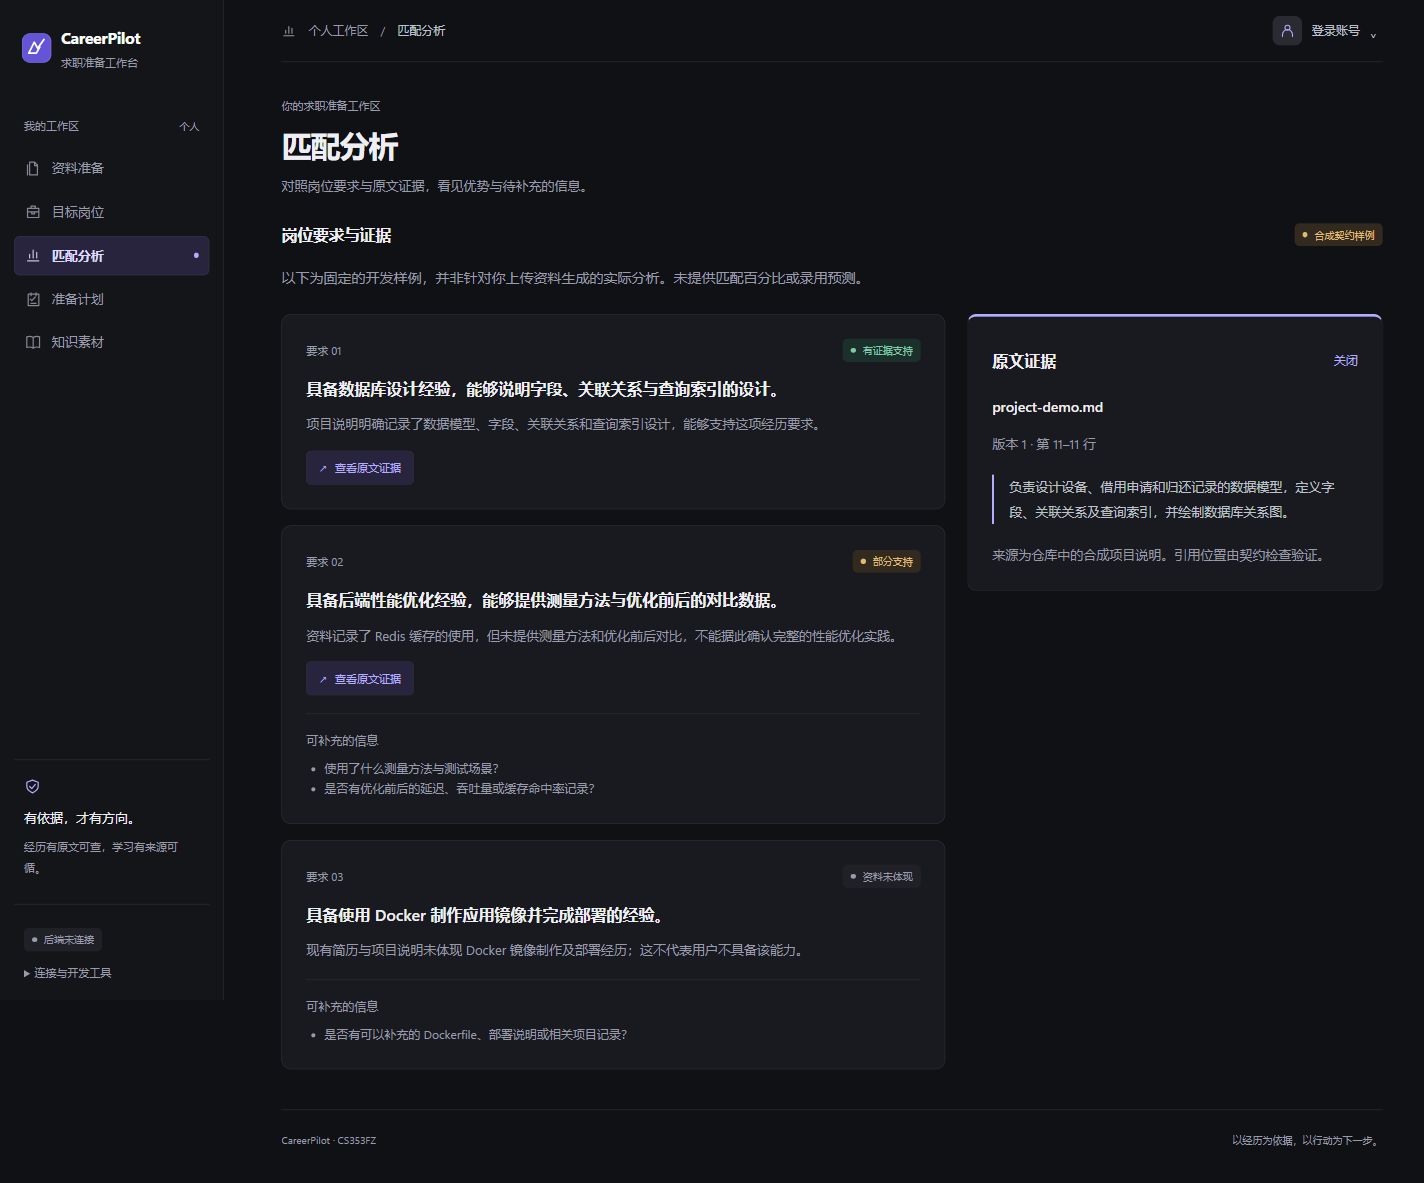 CareerPilot
求职准备工作台
我的工作区 个人
资料准备
目标岗位
匹配分析
准备计划
知识素材
有依据，才有方向。
经历有原文可查，学习有来源可
循。
后端未连接
连接与开发工具
个人工作区 / 匹配分析
登录账号
你的求职准备工作区
匹配分析
对照岗位要求与原文证据，看见优势与待补充的信息。
岗位要求与证据
合成契约样例
以下为固定的开发样例，并非针对你上传资料生成的实际分析。未提供匹配百分比或录用预测。
要求 01
有证据支持
具备数据库设计经验，能够说明字段、关联关系与查询索引的设计。
项目说明明确记录了数据模型、字段、关联关系和查询索引设计，能够支持这项经历要求。
↗ 查看原文证据
要求 02
部分支持
具备后端性能优化经验，能够提供测量方法与优化前后的对比数据。
资料记录了 Redis 缓存的使用，但未提供测量方法和优化前后对比，不能据此确认完整的性能优化实践。
↗ 查看原文证据
可补充的信息
使用了什么测量方法与测试场景？
是否有优化前后的延迟、吞吐量或缓存命中率记录？
要求 03
资料未体现
具备使用 Docker 制作应用镜像并完成部署的经验。
现有简历与项目说明未体现 Docker 镜像制作及部署经历；这不代表用户不具备该能力。
可补充的信息
是否有可以补充的 Dockerfile、部署说明或相关项目记录？
原文证据 关闭
project-demo.md
版本 1 · 第 11–11 行
负责设计设备、借用申请和归还记录的数据模型，定义字
段、关联关系及查询索引，并绘制数据库关系图。
来源为仓库中的合成项目说明。引用位置由契约检查验证。
CareerPilot · CS353FZ
以经历为依据，以行动为下一步。